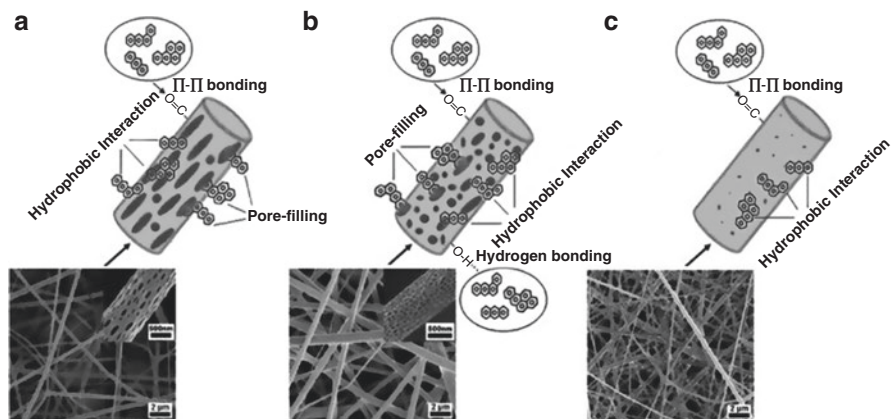 a
Π-Π bonding
O=C
Hydrophobic Interaction
Pore-filling
500nm
2 μm
b
Π-Π bonding
O=C
Pore-filling
Hydrophobic Interaction
O-H
Hydrogen bonding
500nm
2 μm
c
Π-Π bonding
O=C
Hydrophobic Interaction
2 μm